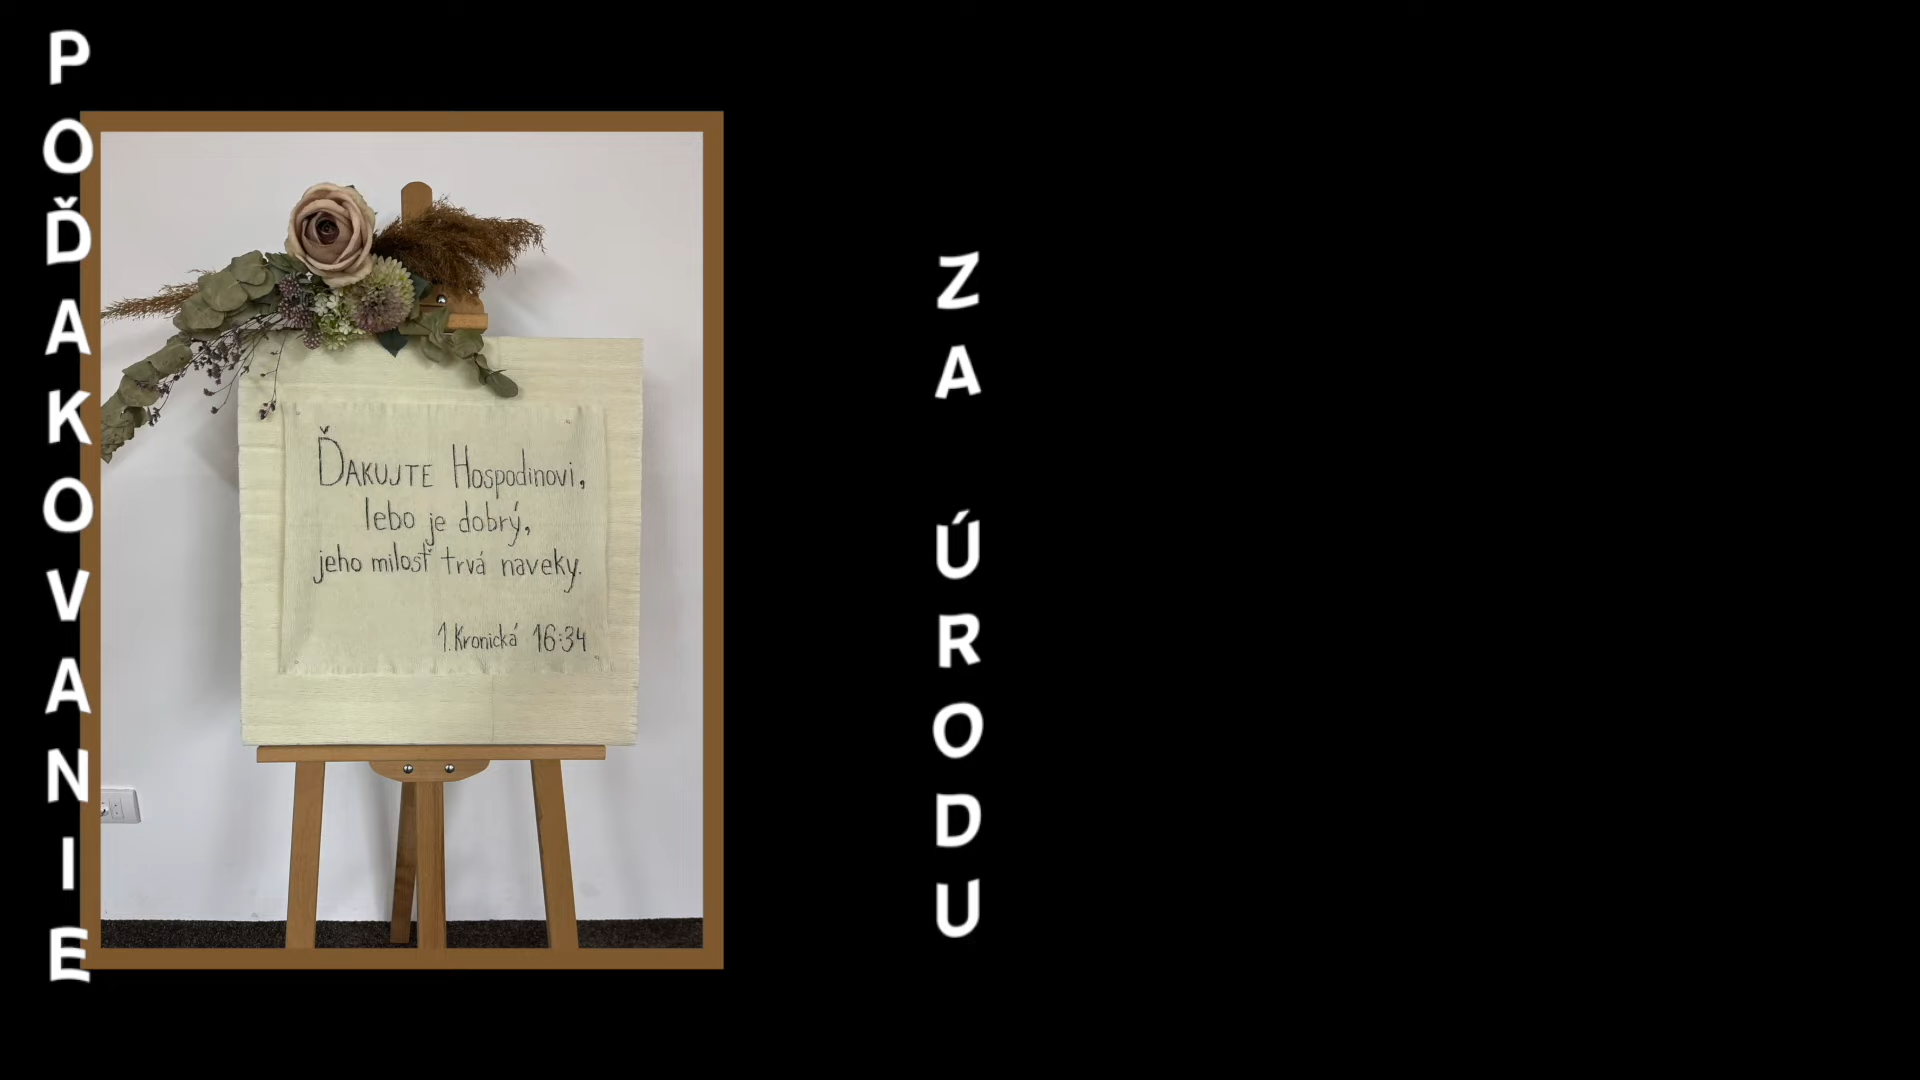 POĎAKOVANIE
ĎAKUJTE Hospodinovi,
lebo je dobrý,
jeho milosť trvá naveky.
1.Kronická 16:34
ZA ÚRODU